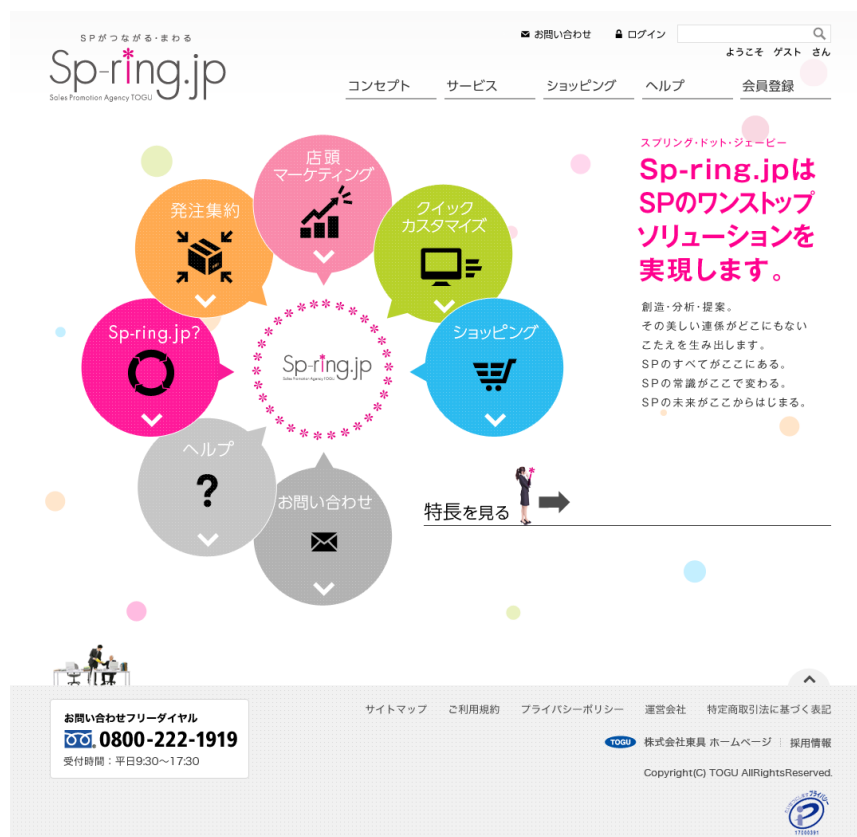 SPがつながる・まわる
Sp-ring.jp
Sales Promotion Agency TOGU
お問い合わせ
ログイン
ようこそ ゲスト さん
コンセプト
サービス
ショッピング
ヘルプ
会員登録
店頭
マーケティング
発注集約
クイック
カスタマイズ
Sp-ring.jp?
ショッピング
Sp-ring.jp
Sales Promotion Agency TOGU
ヘルプ
お問い合わせ
スプリング・ドット・ジェーピー
Sp-ring.jpは
SPのワンストップ
ソリューションを
実現します。
創造・分析・提案。
その美しい連係がどこにもない
こたえを生み出します。
SPのすべてがここにある。
SPの常識がここで変わる。
SPの未来がここからはじまる。
特長を見る
お問い合わせフリーダイヤル
0800-222-1919
受付時間：平日9:30〜17:30
サイトマップ
ご利用規約
プライバシーポリシー
運営会社
特定商取引法に基づく表記
TOGU 株式会社東具 ホームページ
採用情報
Copyright(C) TOGU AllRightsReserved.